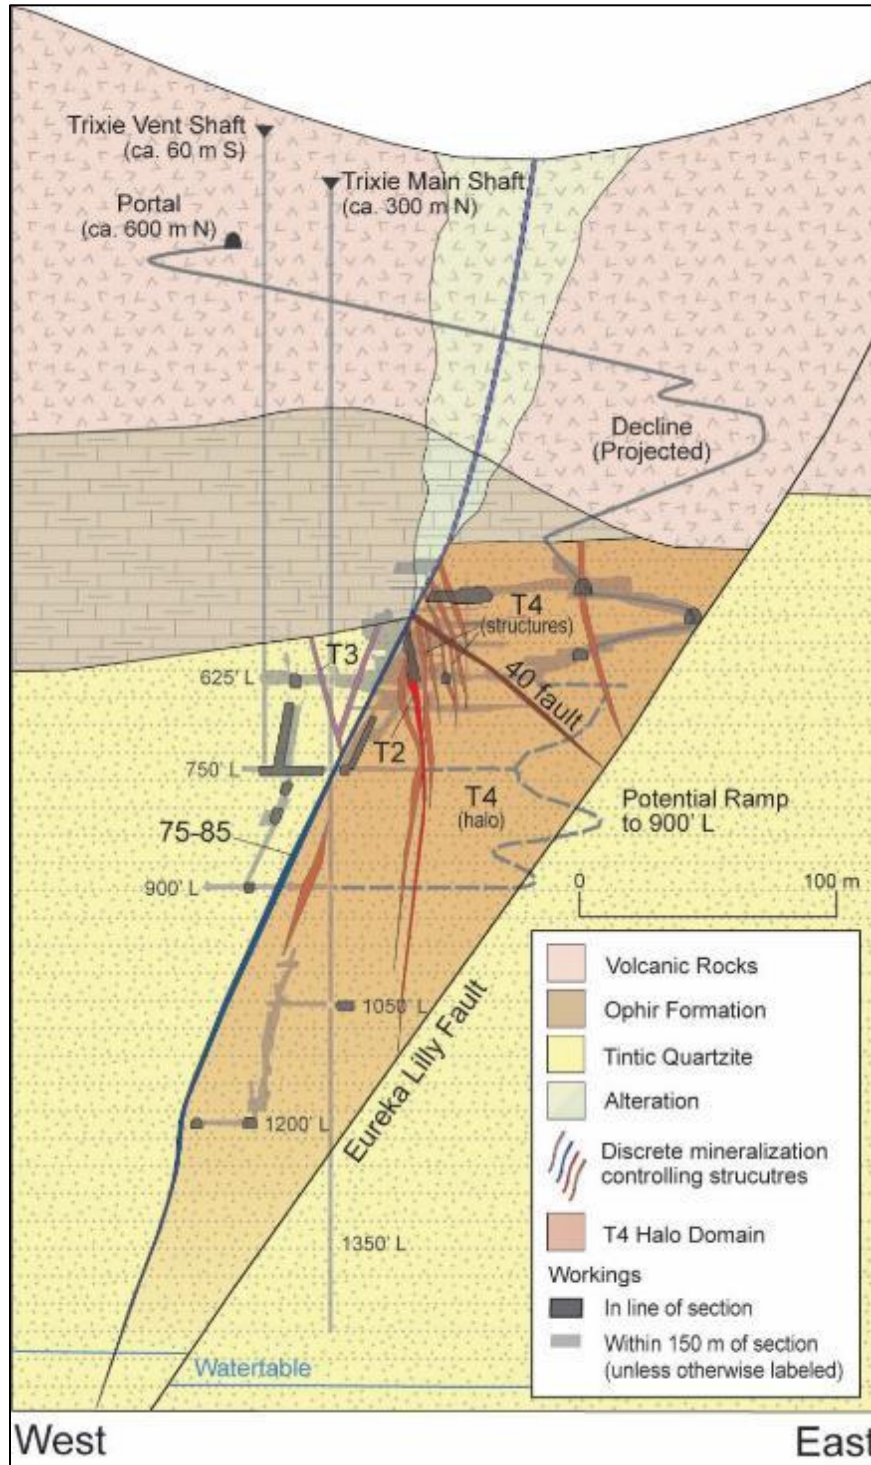 Trixie Vent Shaft
(ca. 60 m S)
Trixie Main Shaft
(ca. 300 m N)
Portal
(ca. 600 m N)
Decline
(Projected)
T4
(structures)
T3
625' L
40 fault
T2
750' L
T4
(halo)
Potential Ramp
to 900' L
75-85
900' L
0
100 m
1050' L
Eureka Lilly Fault
1200' L
1350' L
Watertable
Volcanic Rocks
Ophir Formation
Tintic Quartzite
Alteration
Discrete mineralization
controlling strucutres
T4 Halo Domain
Workings
In line of section
Within 150 m of section
(unless otherwise labeled)
West
East